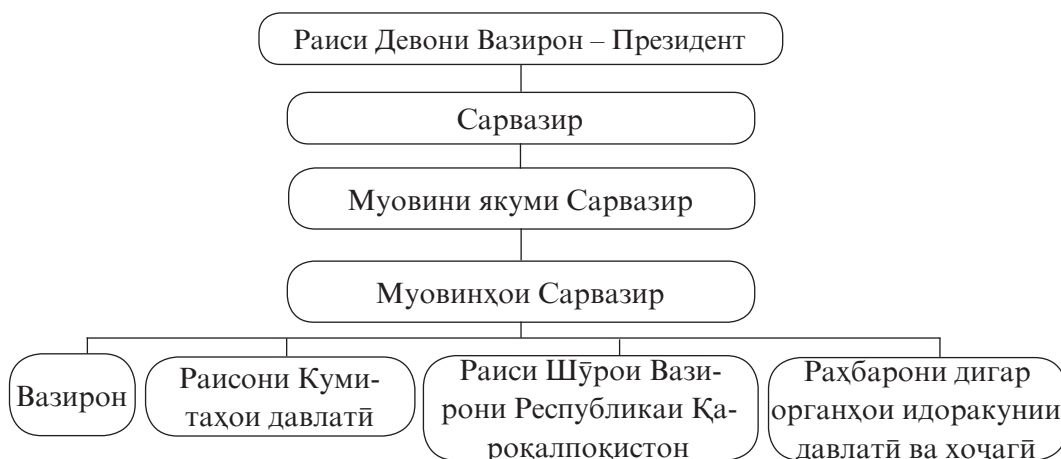 Раиси Девони Вазирон – Президент
Сарвазир
Муовини якуми Сарвазир
Муовинҳои Сарвазир
Вазирон
Раисони Куми-
таҳои давлатӣ
Раиси Шӯрои Вази-
рони Республикаи Қа-
роқалпоқистон
Раҳбарони дигар
органҳои идоракунии
давлатӣ ва хоҷагӣ